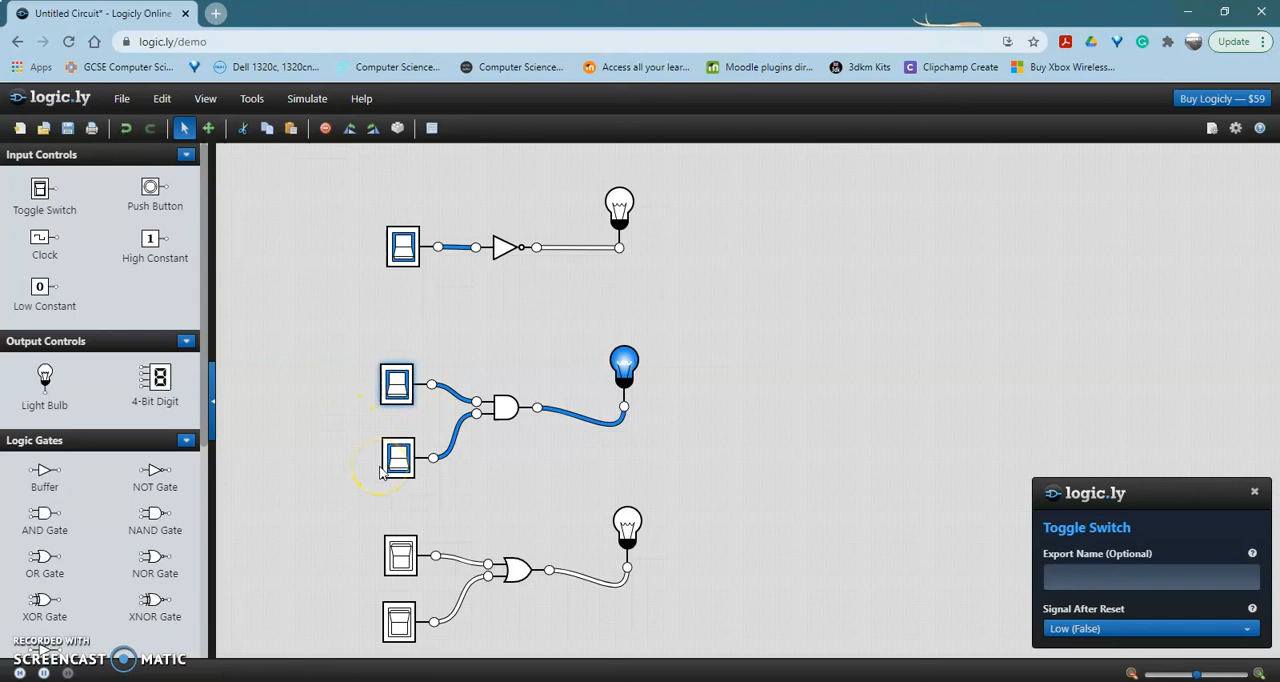 Untitled Circuit* - Logicly Online
logic.ly/demo
Update
Apps
GCSE Computer Sci...
Dell 1320c, 1320cn...
Computer Science...
Computer Science...
Access all your lear...
Moodle plugins dir...
3dkm Kits
Clipchamp Create
Buy Xbox Wireless...
logic.ly
File
Edit
View
Tools
Simulate
Help
Buy Logicly — $59
Input Controls
Toggle Switch
Push Button
Clock
1
High Constant
0
Low Constant
Output Controls
Light Bulb
4-Bit Digit
Logic Gates
Buffer
NOT Gate
AND Gate
NAND Gate
OR Gate
NOR Gate
XOR Gate
XNOR Gate
RECORDED WITH
SCREENCAST MATIC
logic.ly
Toggle Switch
Export Name (Optional)
Signal After Reset
Low (False)